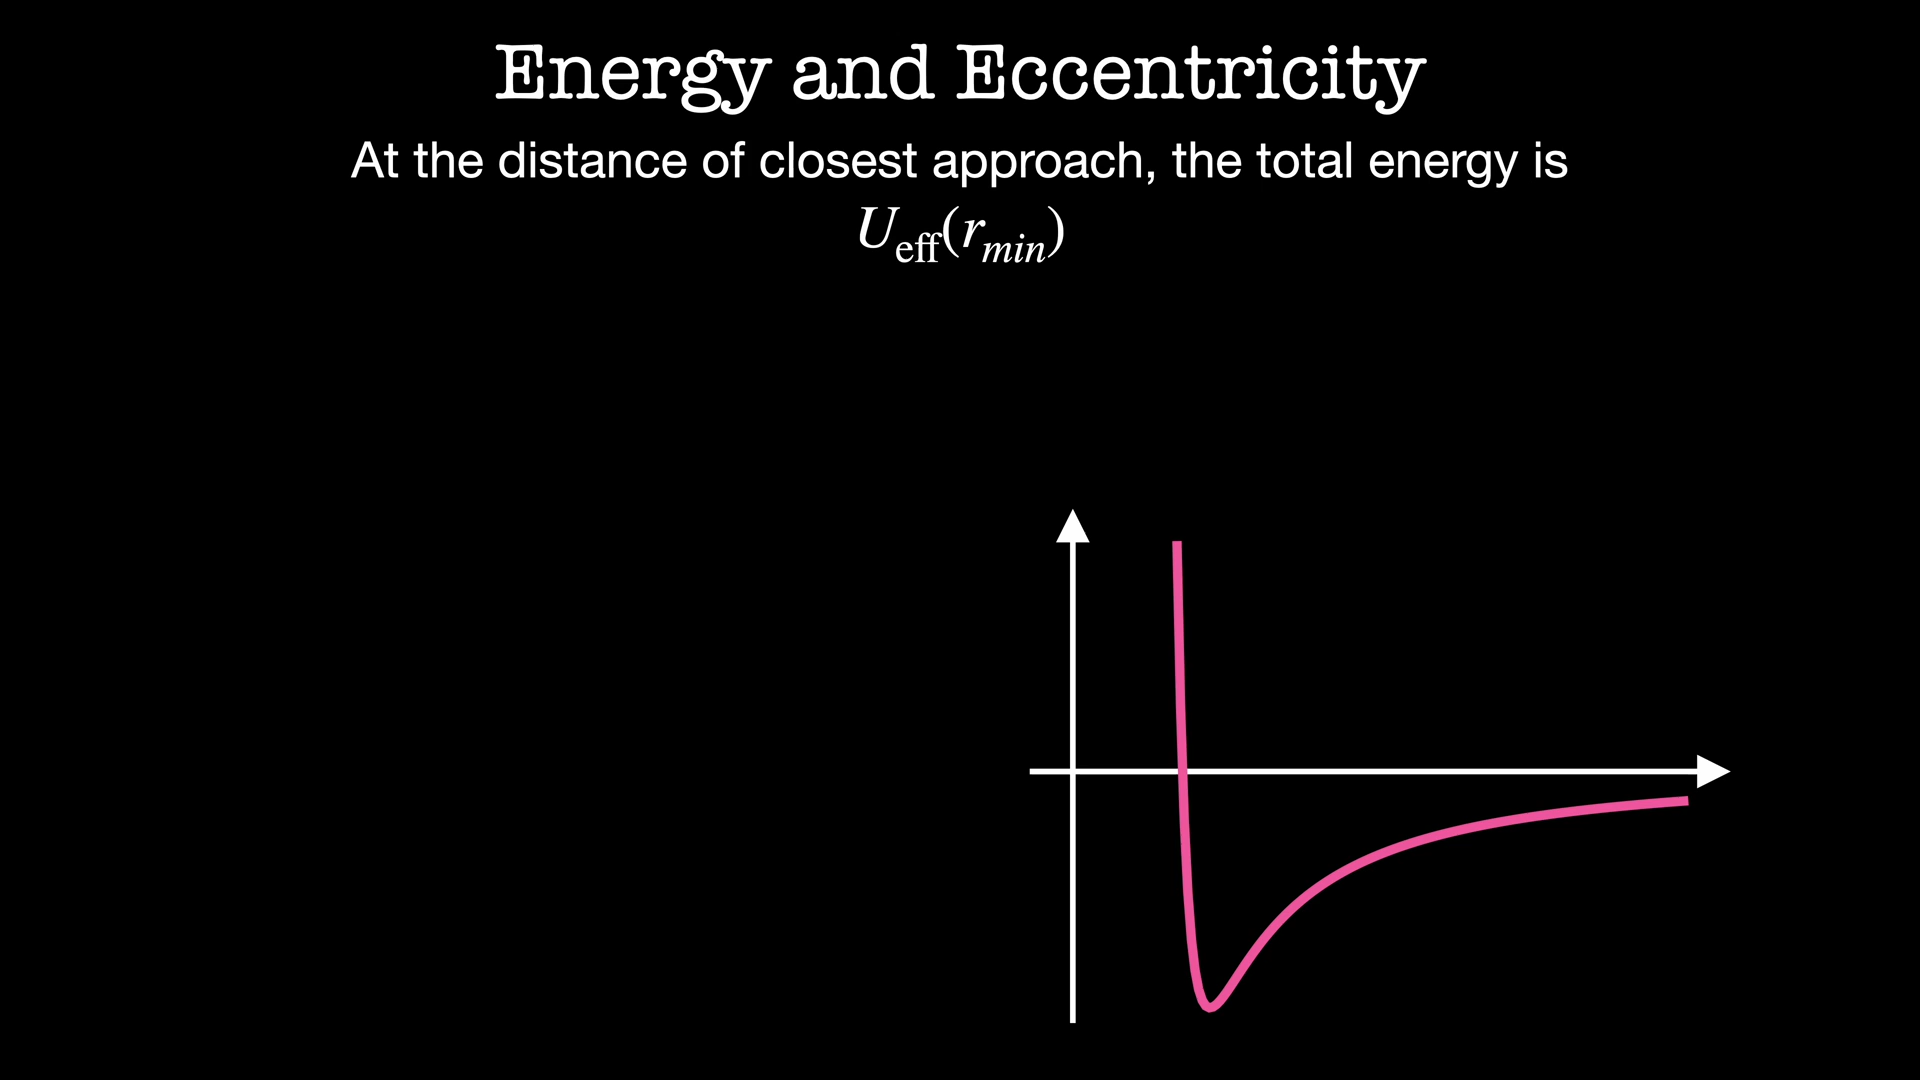 Energy and Eccentricity
At the distance of closest approach, the total energy is
U_eff(r_min)